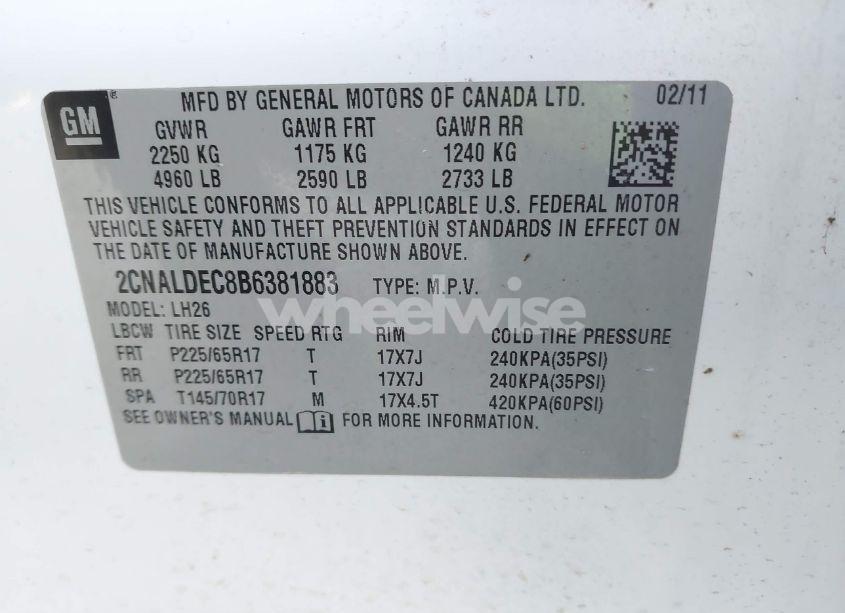 GM® MFD BY GENERAL MOTORS OF CANADA LTD. 02/11
GVWR GAWR FRT GAWR RR
2250 KG 1175 KG 1240 KG
4960 LB 2590 LB 2733 LB
THIS VEHICLE CONFORMS TO ALL APPLICABLE U.S. FEDERAL MOTOR
VEHICLE SAFETY AND THEFT PREVENTION STANDARDS IN EFFECT ON
THE DATE OF MANUFACTURE SHOWN ABOVE.
2CNALDEC8B6381883 TYPE: M.P.V.
wheelwise
MODEL: LH26
LBCW TIRE SIZE SPEED RTG RIM COLD TIRE PRESSURE
FRT P225/65R17 T 17X7J 240KPA(35PSI)
RR P225/65R17 T 17X7J 240KPA(35PSI)
SPA T145/70R17 M 17X4.5T 420KPA(60PSI)
SEE OWNER'S MANUAL FOR MORE INFORMATION.